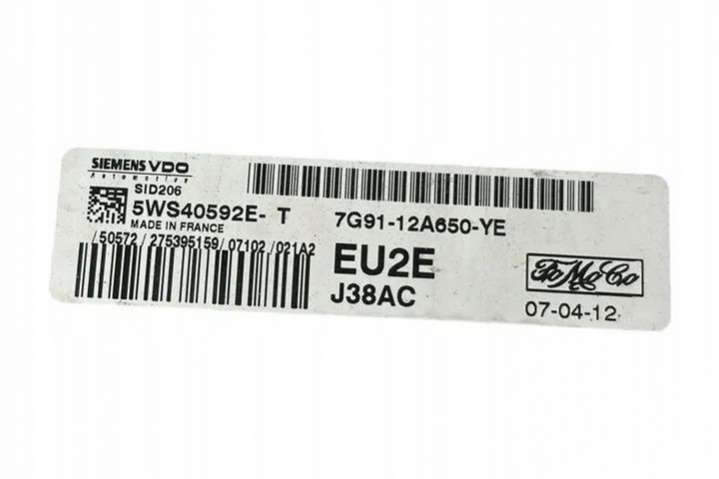 SIEMENS VDO
Automotive
SID206
5WS40592E- T
MADE IN FRANCE
/50572/275395159/07102/021A2
7G91-12A650-YE
EU2E
J38AC
FoMoCo
07-04-12